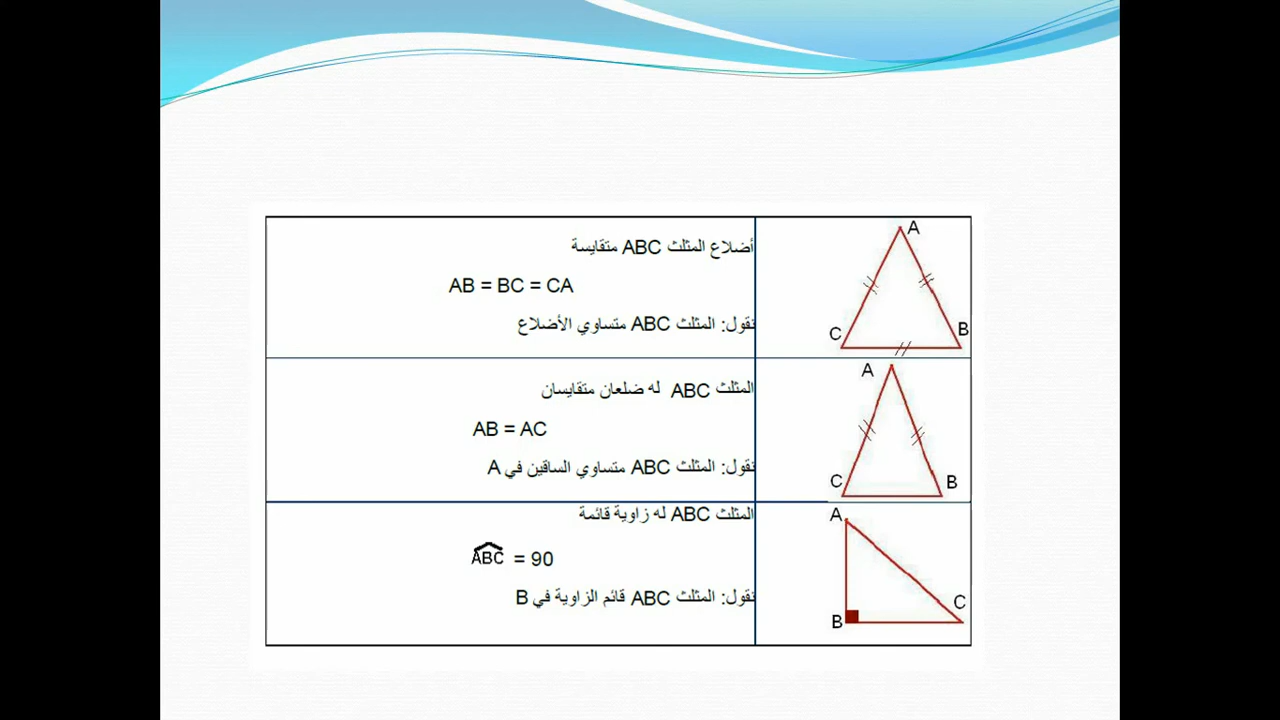 أضلاع المثلث ABC متقايسة
AB = BC = CA
نقول: المثلث ABC متساوي الأضلاع
A
C
B
المثلث ABC له ضلعان متقايسان
AB = AC
نقول: المثلث ABC متساوي الساقين في A
A
C
B
المثلث ABC له زاوية قائمة
ABC = 90
نقول: المثلث ABC قائم الزاوية في B
A
C
B